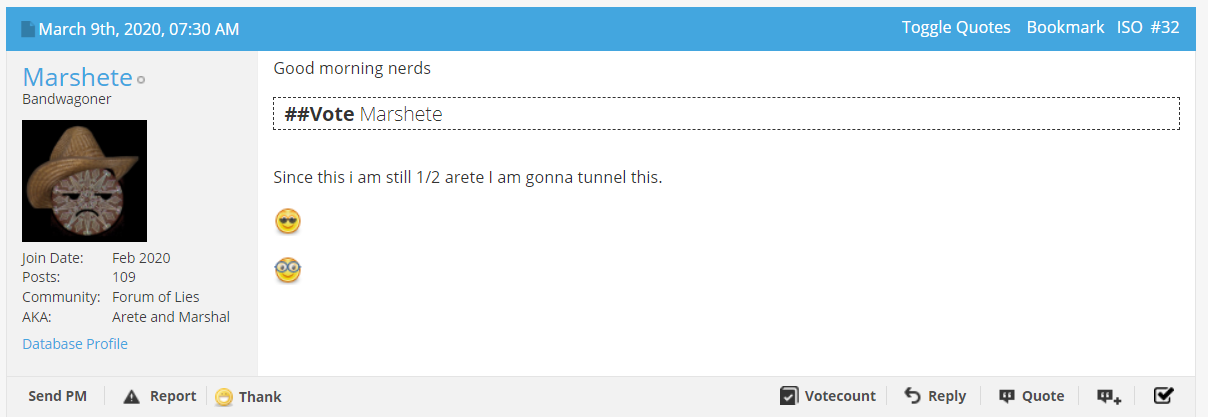 March 9th, 2020, 07:30 AM
Toggle Quotes Bookmark ISO #32
Marshete
Bandwagoner
Join Date: Feb 2020
Posts: 109
Community: Forum of Lies
AKA: Arete and Marshal
Database Profile
Good morning nerds
##Vote Marshete
Since this i am still 1/2 arete I am gonna tunnel this.
Send PM Report Thank
Votecount Reply Quote